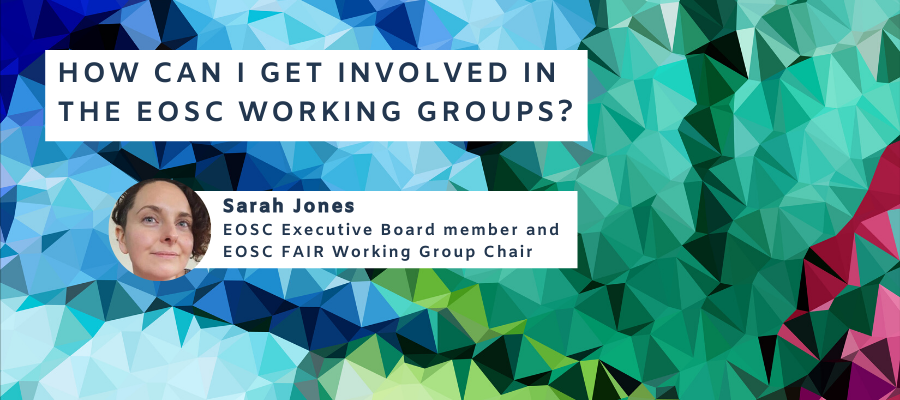 HOW CAN I GET INVOLVED IN
THE EOSC WORKING GROUPS?
Sarah Jones
EOSC Executive Board member and
EOSC FAIR Working Group Chair